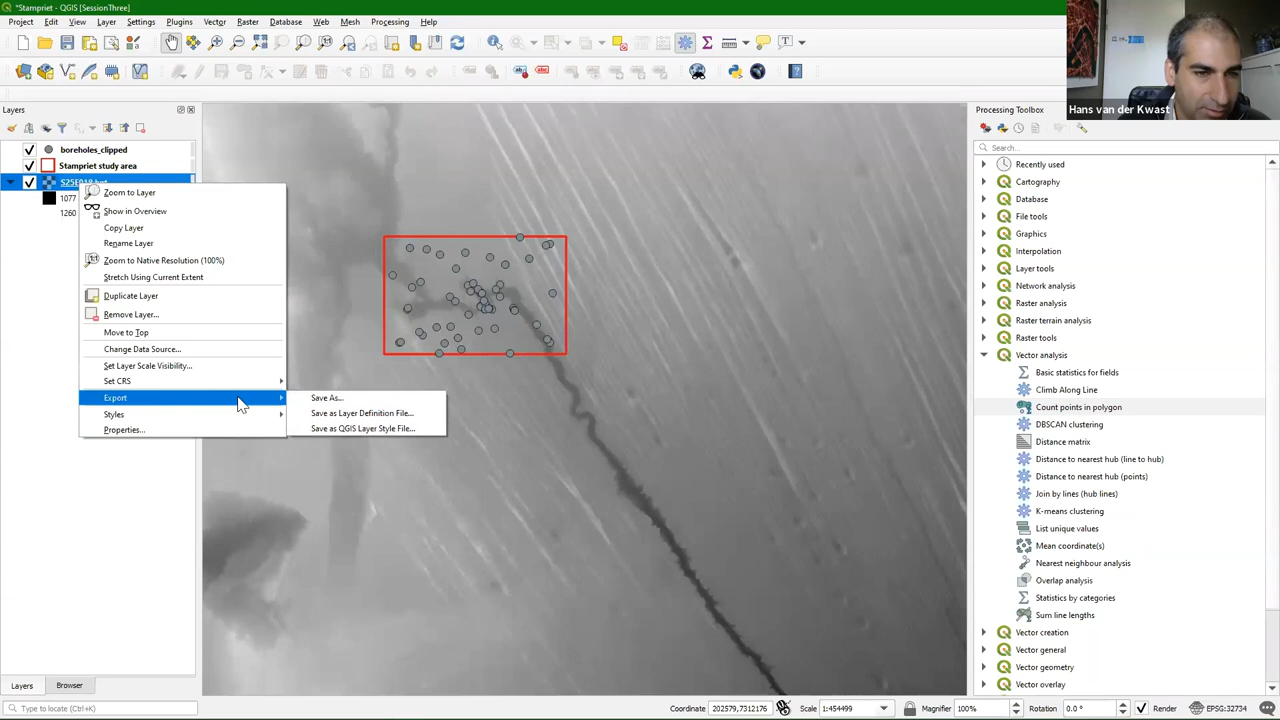 *Stampriet - QGIS [SessionThree]
Project Edit View Layer Settings Plugins Vector Raster Database Web Mesh Processing Help
Hans van der Kwast
Layers
boreholes_clipped
Stampriet study area
1077
1260
Zoom to Layer
Show in Overview
Copy Layer
Rename Layer
Zoom to Native Resolution (100%)
Stretch Using Current Extent
Duplicate Layer
Remove Layer...
Move to Top
Change Data Source...
Set Layer Scale Visibility...
Set CRS
Export
Styles
Properties...
Save As...
Save as Layer Definition File...
Save as QGIS Layer Style File...
Processing Toolbox
Search...
Recently used
Cartography
Database
File tools
Graphics
Interpolation
Layer tools
Network analysis
Raster analysis
Raster terrain analysis
Raster tools
Vector analysis
Basic statistics for fields
Climb Along Line
Count points in polygon
DBSCAN clustering
Distance matrix
Distance to nearest hub (line to hub)
Distance to nearest hub (points)
Join by lines (hub lines)
K-means clustering
List unique values
Mean coordinate(s)
Nearest neighbour analysis
Overlap analysis
Statistics by categories
Sum line lengths
Vector creation
Vector general
Vector geometry
Vector overlay
Layers Browser
Type to locate (Ctrl+K)
Coordinate 202579,7312176 Scale 1:454499 Magnifier 100% Rotation 0.0 ° Render EPSG:32734